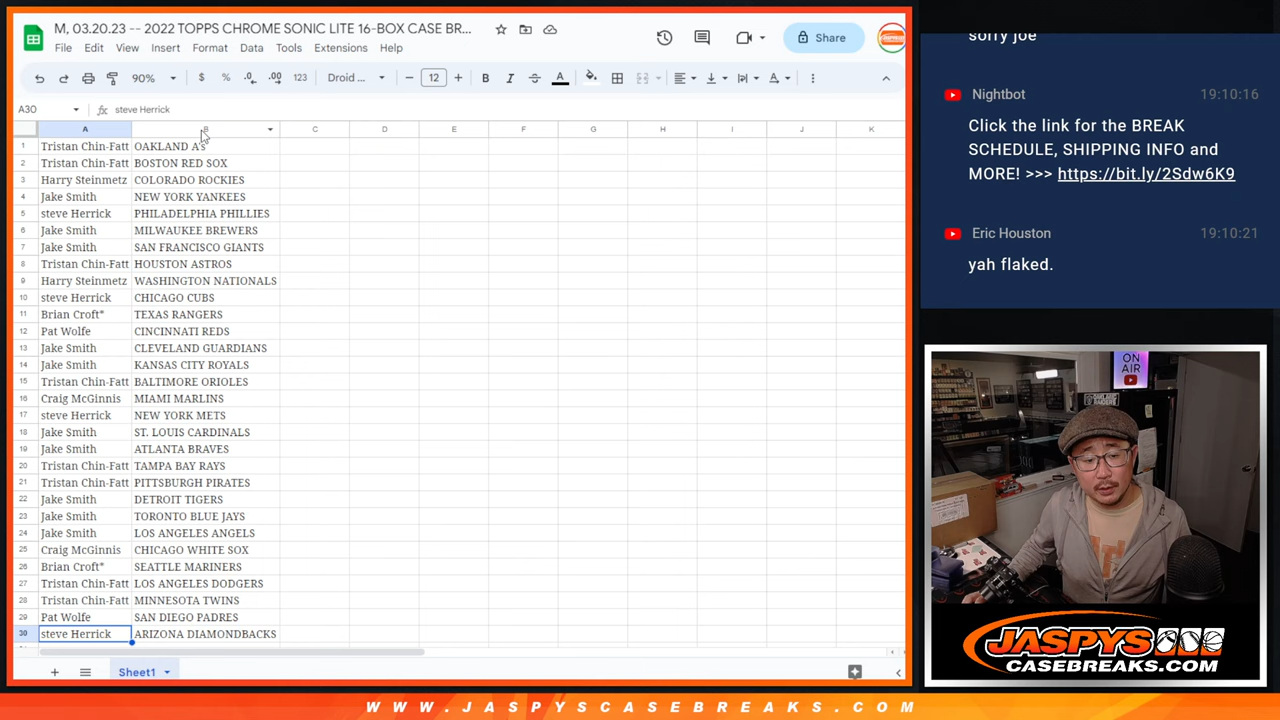 M, 03.20.23 -- 2022 TOPPS CHROME SONIC LITE 16-BOX CASE BR...
File Edit View Insert Format Data Tools Extensions Help
Share
90% $ % .0 .00 123 Droid ... 12 B I A
A30 fx steve Herrick
A B C D E F G H I J K
1 Tristan Chin-Fatt OAKLAND A's
2 Tristan Chin-Fatt BOSTON RED SOX
3 Harry Steinmetz COLORADO ROCKIES
4 Jake Smith NEW YORK YANKEES
5 steve Herrick PHILADELPHIA PHILLIES
6 Jake Smith MILWAUKEE BREWERS
7 Jake Smith SAN FRANCISCO GIANTS
8 Tristan Chin-Fatt HOUSTON ASTROS
9 Harry Steinmetz WASHINGTON NATIONALS
10 steve Herrick CHICAGO CUBS
11 Brian Croft* TEXAS RANGERS
12 Pat Wolfe CINCINNATI REDS
13 Jake Smith CLEVELAND GUARDIANS
14 Jake Smith KANSAS CITY ROYALS
15 Tristan Chin-Fatt BALTIMORE ORIOLES
16 Craig McGinnis MIAMI MARLINS
17 steve Herrick NEW YORK METS
18 Jake Smith ST. LOUIS CARDINALS
19 Jake Smith ATLANTA BRAVES
20 Tristan Chin-Fatt TAMPA BAY RAYS
21 Tristan Chin-Fatt PITTSBURGH PIRATES
22 Jake Smith DETROIT TIGERS
23 Jake Smith TORONTO BLUE JAYS
24 Jake Smith LOS ANGELES ANGELS
25 Craig McGinnis CHICAGO WHITE SOX
26 Brian Croft* SEATTLE MARINERS
27 Tristan Chin-Fatt LOS ANGELES DODGERS
28 Tristan Chin-Fatt MINNESOTA TWINS
29 Pat Wolfe SAN DIEGO PADRES
30 steve Herrick ARIZONA DIAMONDBACKS
Sheet1
sorry joe
Nightbot 19:10:16
Click the link for the BREAK
SCHEDULE, SHIPPING INFO and
MORE! >>> https://bit.ly/2Sdw6K9
Eric Houston 19:10:21
yah flaked.
ON
AIR
JASPYS
CASEBREAKS.COM
WWW.JASPYSCASEBREAKS.COM